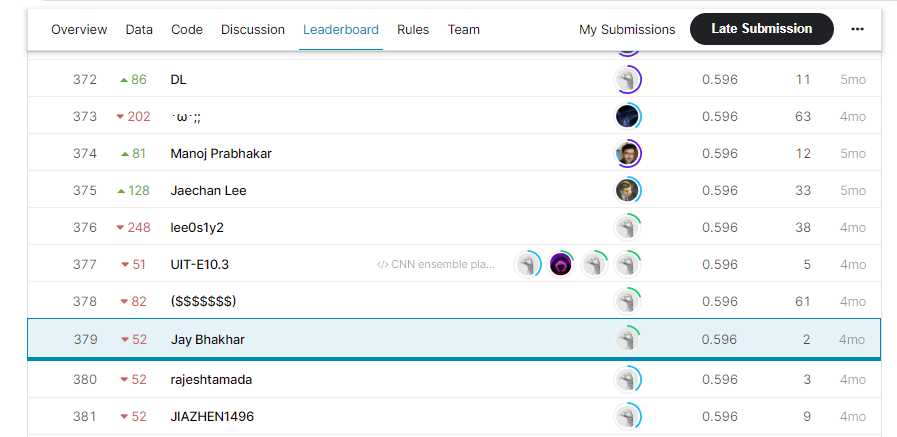 Overview Data Code Discussion Leaderboard Rules Team My Submissions Late Submission •••
372 86 DL 0.596 11 5mo
373 202 ･ω･;; 0.596 63 4mo
374 81 Manoj Prabhakar 0.596 12 5mo
375 128 Jaechan Lee 0.596 33 5mo
376 248 lee0s1y2 0.596 38 4mo
377 51 UIT-E10.3 </> CNN ensemble pla... 0.596 5 4mo
378 82 ($$$$$$$) 0.596 61 4mo
379 52 Jay Bhakhar 0.596 2 4mo
380 52 rajeshtamada 0.596 3 4mo
381 52 JIAZHEN1496 0.596 9 4mo